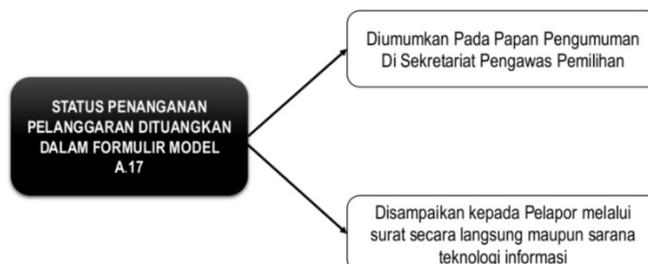 STATUS PENANGANAN
PELANGGARAN DITUANGKAN
DALAM FORMULIR MODEL
A.17
Diumumkan Pada Papan Pengumuman
Di Sekretariat Pengawas Pemilihan
Disampaikan kepada Pelapor melalui
surat secara langsung maupun sarana
teknologi informasi